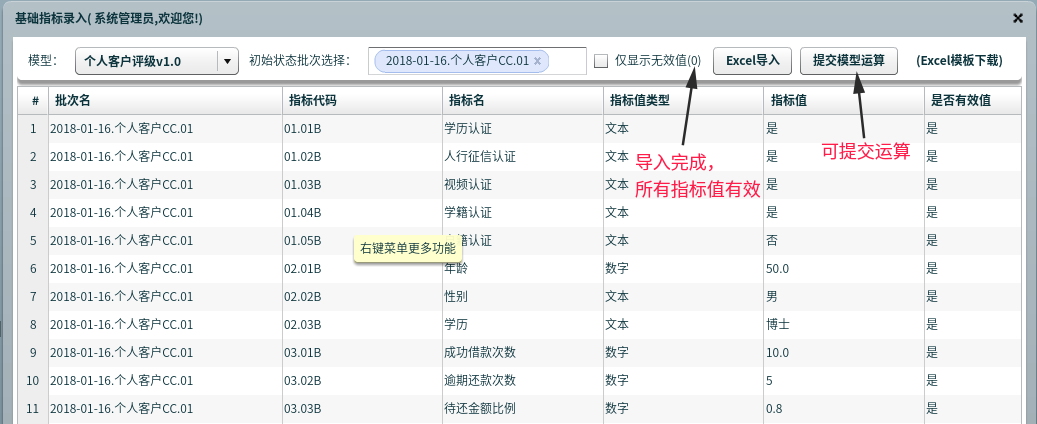 基础指标录入( 系统管理员,欢迎您!)
模型： 个人客户评级v1.0 初始状态批次选择： 2018-01-16.个人客户CC.01 仅显示无效值(0) Excel导入 提交模型运算 (Excel模板下载)
# 批次名 指标代码 指标名 指标值类型 指标值 是否有效值
1 2018-01-16.个人客户CC.01 01.01B 学历认证 文本 是 是
2 2018-01-16.个人客户CC.01 01.02B 人行征信认证 文本 是 是
3 2018-01-16.个人客户CC.01 01.03B 视频认证 文本 是 是
4 2018-01-16.个人客户CC.01 01.04B 学籍认证 文本 是 是
5 2018-01-16.个人客户CC.01 01.05B 籍认证 文本 否 是
6 2018-01-16.个人客户CC.01 02.01B 年龄 数字 50.0 是
7 2018-01-16.个人客户CC.01 02.02B 性别 文本 男 是
8 2018-01-16.个人客户CC.01 02.03B 学历 文本 博士 是
9 2018-01-16.个人客户CC.01 03.01B 成功借款次数 数字 10.0 是
10 2018-01-16.个人客户CC.01 03.02B 逾期还款次数 数字 5 是
11 2018-01-16.个人客户CC.01 03.03B 待还金额比例 数字 0.8 是
导入完成，
所有指标值有效
可提交运算
右键菜单更多功能